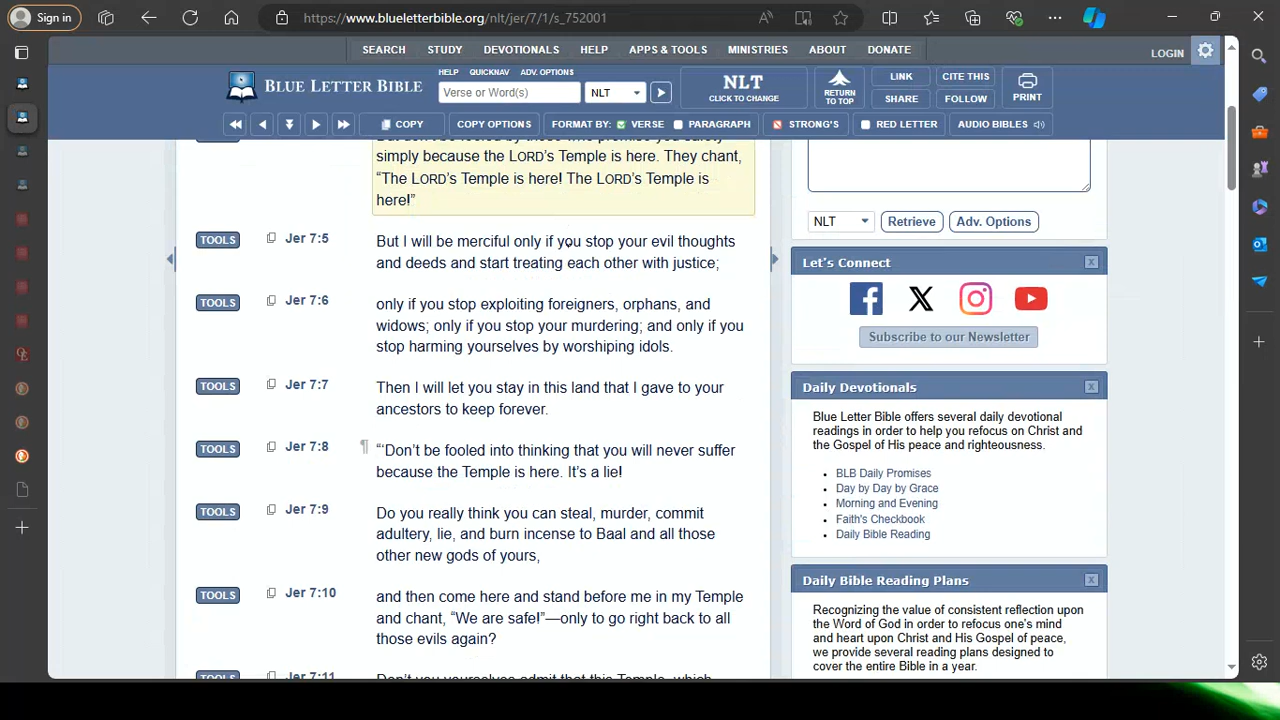 Sign in
https://www.blueletterbible.org/nlt/jer/7/1/s_752001
SEARCH STUDY DEVOTIONALS HELP APPS & TOOLS MINISTRIES ABOUT DONATE
LOGIN
BLUE LETTER BIBLE
HELP QUICKNAV ADV. OPTIONS
Verse or Word(s)
NLT
NLT
CLICK TO CHANGE
RETURN
TO TOP
LINK
CITE THIS
SHARE
FOLLOW
PRINT
COPY
COPY OPTIONS
FORMAT BY: VERSE PARAGRAPH
STRONG'S
RED LETTER
AUDIO BIBLES
simply because the LORD's Temple is here. They chant,
“The LORD's Temple is here! The LORD's Temple is
here!”
TOOLS Jer 7:5 But I will be merciful only if you stop your evil thoughts
and deeds and start treating each other with justice;
TOOLS Jer 7:6 only if you stop exploiting foreigners, orphans, and
widows; only if you stop your murdering; and only if you
stop harming yourselves by worshiping idols.
TOOLS Jer 7:7 Then I will let you stay in this land that I gave to your
ancestors to keep forever.
TOOLS Jer 7:8 ¶ “‘Don’t be fooled into thinking that you will never suffer
because the Temple is here. It’s a lie!
TOOLS Jer 7:9 Do you really think you can steal, murder, commit
adultery, lie, and burn incense to Baal and all those
other new gods of yours,
TOOLS Jer 7:10 and then come here and stand before me in my Temple
and chant, “We are safe!”—only to go right back to all
those evils again?
TOOLS Jer 7:11 Don’t you yourselves admit that this Temple, which
NLT Retrieve Adv. Options
Let's Connect
Subscribe to our Newsletter
Daily Devotionals
Blue Letter Bible offers several daily devotional
readings in order to help you refocus on Christ and
the Gospel of His peace and righteousness.
• BLB Daily Promises
• Day by Day by Grace
• Morning and Evening
• Faith's Checkbook
• Daily Bible Reading
Daily Bible Reading Plans
Recognizing the value of consistent reflection upon
the Word of God in order to refocus one's mind
and heart upon Christ and His Gospel of peace,
we provide several reading plans designed to
cover the entire Bible in a year.